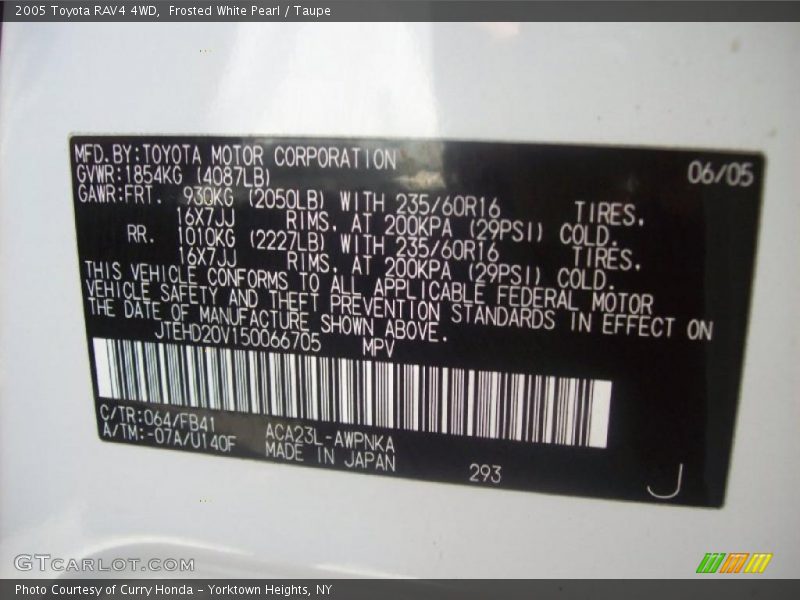 2005 Toyota RAV4 4WD, Frosted White Pearl / Taupe
MFD.BY:TOYOTA MOTOR CORPORATION 06/05
GVWR:1854KG (4087LB)
GAWR:FRT. 930KG (2050LB) WITH 235/60R16 TIRES.
16X7JJ RIMS. AT 200KPA (29PSI) COLD.
RR. 1010KG (2227LB) WITH 235/60R16 TIRES.
16X7JJ RIMS. AT 200KPA (29PSI) COLD.
THIS VEHICLE CONFORMS TO ALL APPLICABLE FEDERAL MOTOR
VEHICLE SAFETY AND THEFT PREVENTION STANDARDS IN EFFECT ON
THE DATE OF MANUFACTURE SHOWN ABOVE.
JTEHD20V150066705 MPV
C/TR:064/FB41 ACA23L-AWPNKA
A/TM:-07A/U140F MADE IN JAPAN 293 J
GTCARLOT.COM
Photo Courtesy of Curry Honda - Yorktown Heights, NY